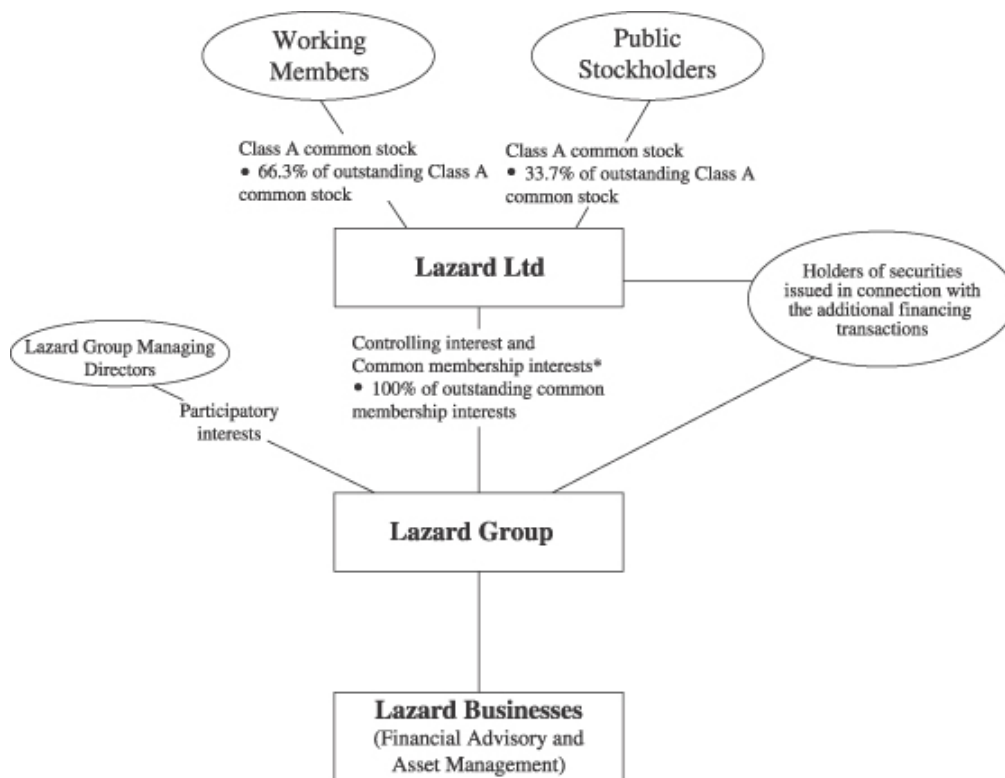 Working
Members
Public
Stockholders
Class A common stock
• 66.3% of outstanding Class A
common stock
Class A common stock
• 33.7% of outstanding Class A
common stock
Lazard Ltd
Holders of securities
issued in connection with
the additional financing
transactions
Lazard Group Managing
Directors
Controlling interest and
Common membership interests*
• 100% of outstanding common
membership interests
Participatory
interests
Lazard Group
Lazard Businesses
(Financial Advisory and
Asset Management)